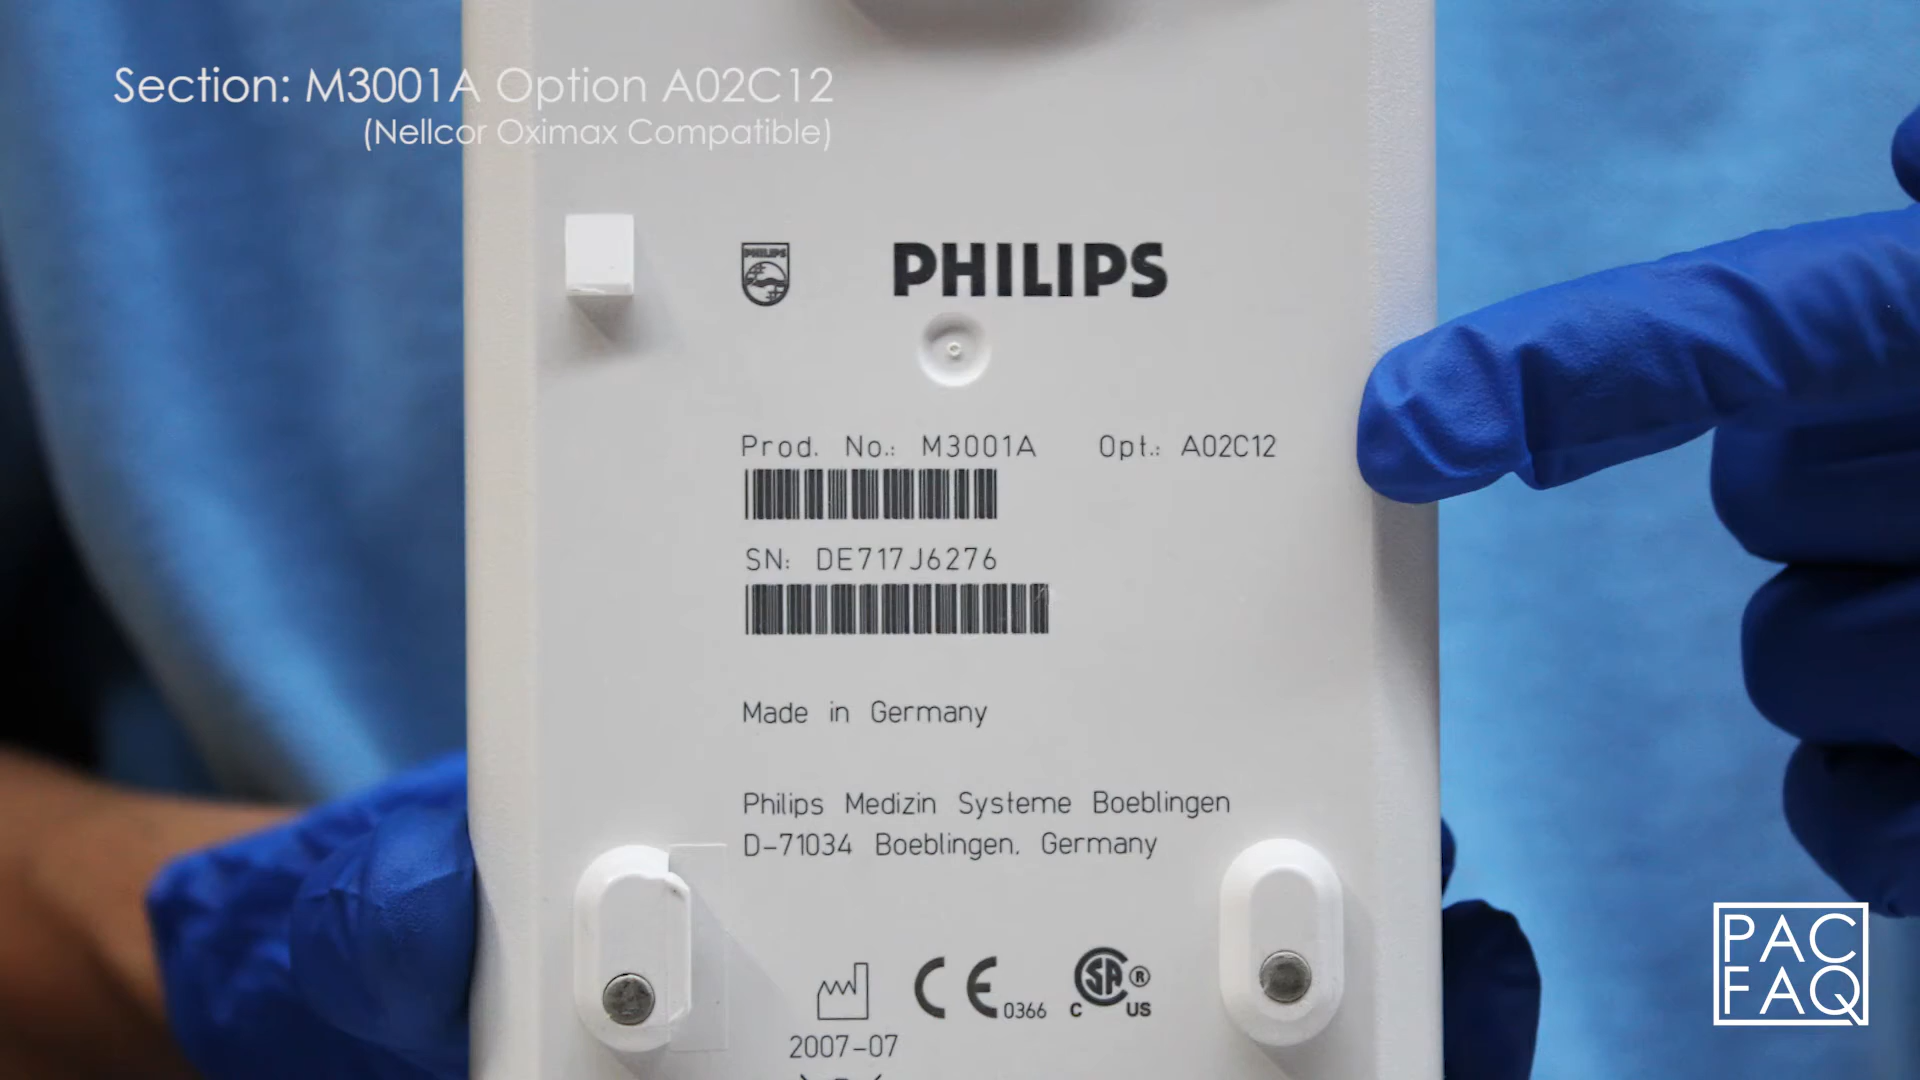 Section: M3001A Option A02C12
(Nellcor Oximax Compatible)
PHILIPS
PHILIPS
Prod. No.: M3001A Opt.: A02C12
SN: DE717J6276
Made in Germany
Philips Medizin Systeme Boeblingen
D-71034 Boeblingen. Germany
CE 0366
C SA ® US
2007-07
PAC
FAQ